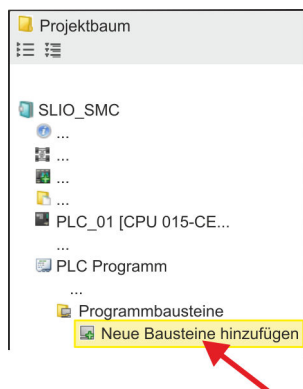 Projektbaum
SLIO_SMC
...
...
...
...
PLC_01 [CPU 015-CE...
...
PLC Programm
...
Programmbausteine
Neue Bausteine hinzufügen